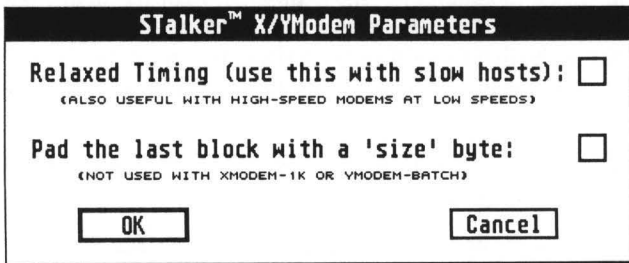 STalker™ X/YModem Parameters
Relaxed Timing (use this with slow hosts):
(ALSO USEFUL WITH HIGH-SPEED MODEMS AT LOW SPEEDS)
Pad the last block with a 'size' byte:
(NOT USED WITH XMODEM-1K OR YMODEM-BATCH)
OK Cancel